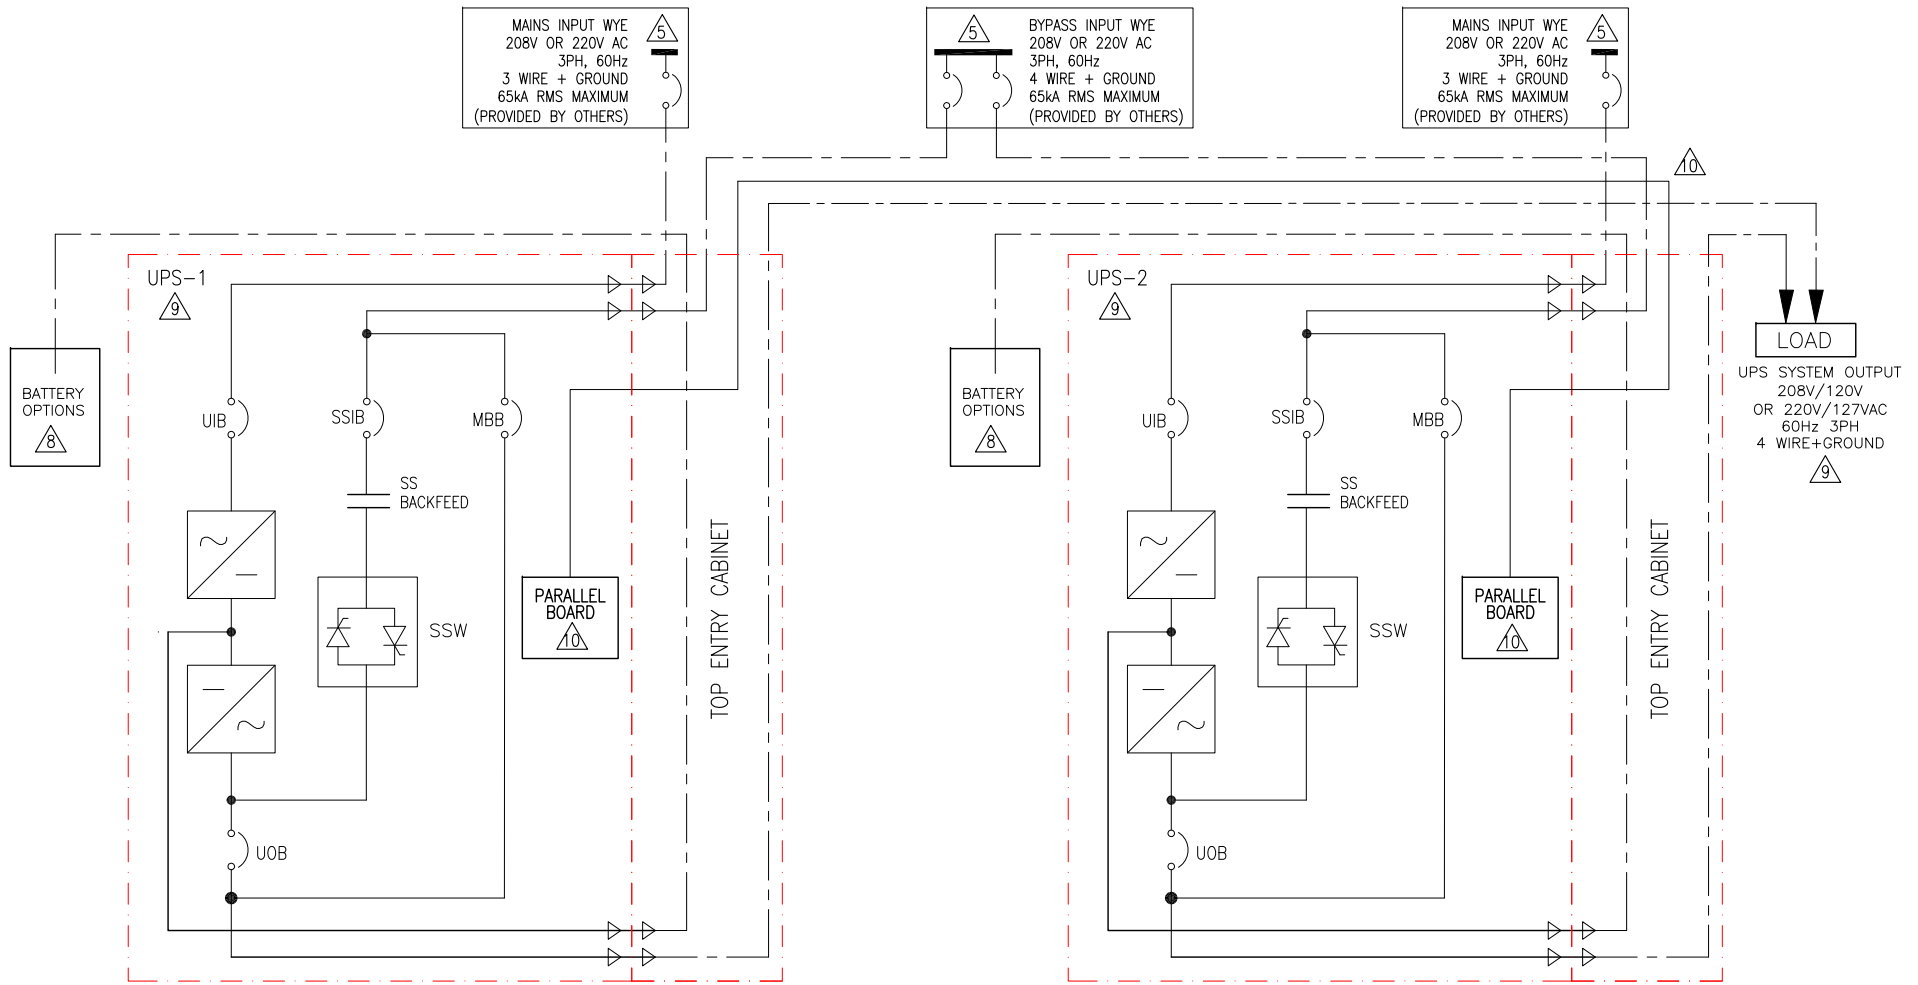 MAINS INPUT WYE
208V OR 220V AC
3PH, 60Hz
3 WIRE + GROUND
65kA RMS MAXIMUM
(PROVIDED BY OTHERS)
5
5
BYPASS INPUT WYE
208V OR 220V AC
3PH, 60Hz
4 WIRE + GROUND
65kA RMS MAXIMUM
(PROVIDED BY OTHERS)
MAINS INPUT WYE
208V OR 220V AC
3PH, 60Hz
3 WIRE + GROUND
65kA RMS MAXIMUM
(PROVIDED BY OTHERS)
5
10
UPS-1
9
BATTERY
OPTIONS
8
UIB
SSIB
MBB
SS
BACKFEED
SSW
PARALLEL
BOARD
10
TOP ENTRY CABINET
UOB
UPS-2
9
BATTERY
OPTIONS
8
UIB
SSIB
MBB
SS
BACKFEED
SSW
PARALLEL
BOARD
10
TOP ENTRY CABINET
UOB
LOAD
UPS SYSTEM OUTPUT
208V/120V
OR 220V/127VAC
60Hz 3PH
4 WIRE+GROUND
9